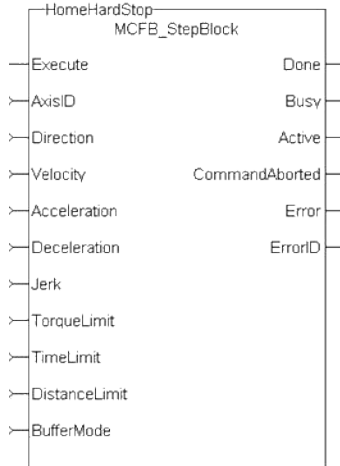 HomeHardStop
MCFB_StepBlock
Execute Done
AxisID Busy
Direction Active
Velocity CommandAborted
Acceleration Error
Deceleration ErrorID
Jerk
TorqueLimit
TimeLimit
DistanceLimit
BufferMode